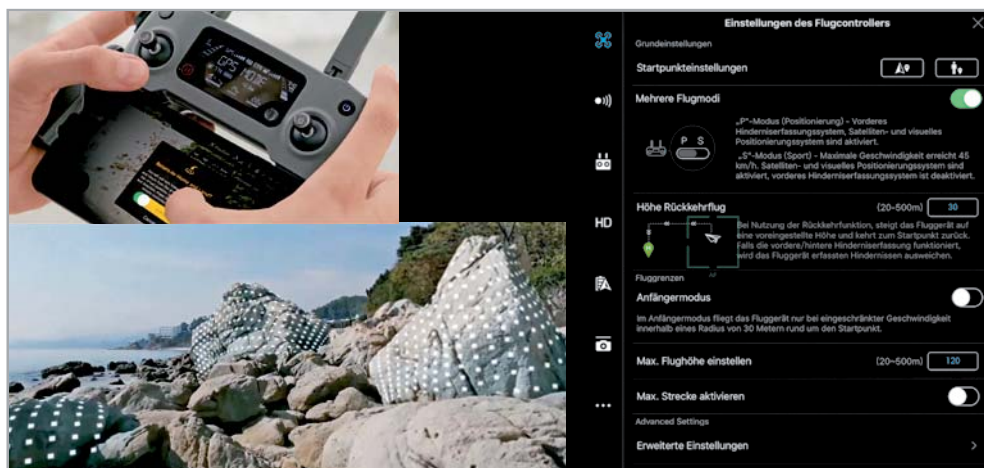 GPS MODE
Einstellungen des Flugcontrollers
Grundeinstellungen
Startpunkteinstellungen
Mehrere Flugmodi
„P“-Modus (Positionierung) - Vorderes
Hinderniserfassungssystem, Satelliten- und visuelles
Positionierungssystem sind
aktiviert.
P S
„S“-Modus (Sport) - Maximale Geschwindigkeit erreicht 45
km/h. Satelliten- und visuelles Positionierungssystem sind
aktiviert, vorderes Hinderniserfassungssystem ist deaktiviert.
Höhe Rückkehrflug (20~500m) 30
HD
Bei Nutzung der Rückkehrfunktion, steigt das Fluggerät auf
eine voreingestellte Höhe und kehrt zum Startpunkt zurück.
Falls die vordere/hintere Hinderniserfassung funktioniert,
wird das Fluggerät erfassten Hindernissen ausweichen.
AF
Fluggrenzen
Anfängermodus
Im Anfängermodus fliegt das Fluggerät nur bei eingeschränkter Geschwindigkeit
innerhalb eines Radius von 30 Metern rund um den Startpunkt.
Max. Flughöhe einstellen (20~500m) 120
Max. Strecke aktivieren
Advanced Settings
Erweiterte Einstellungen